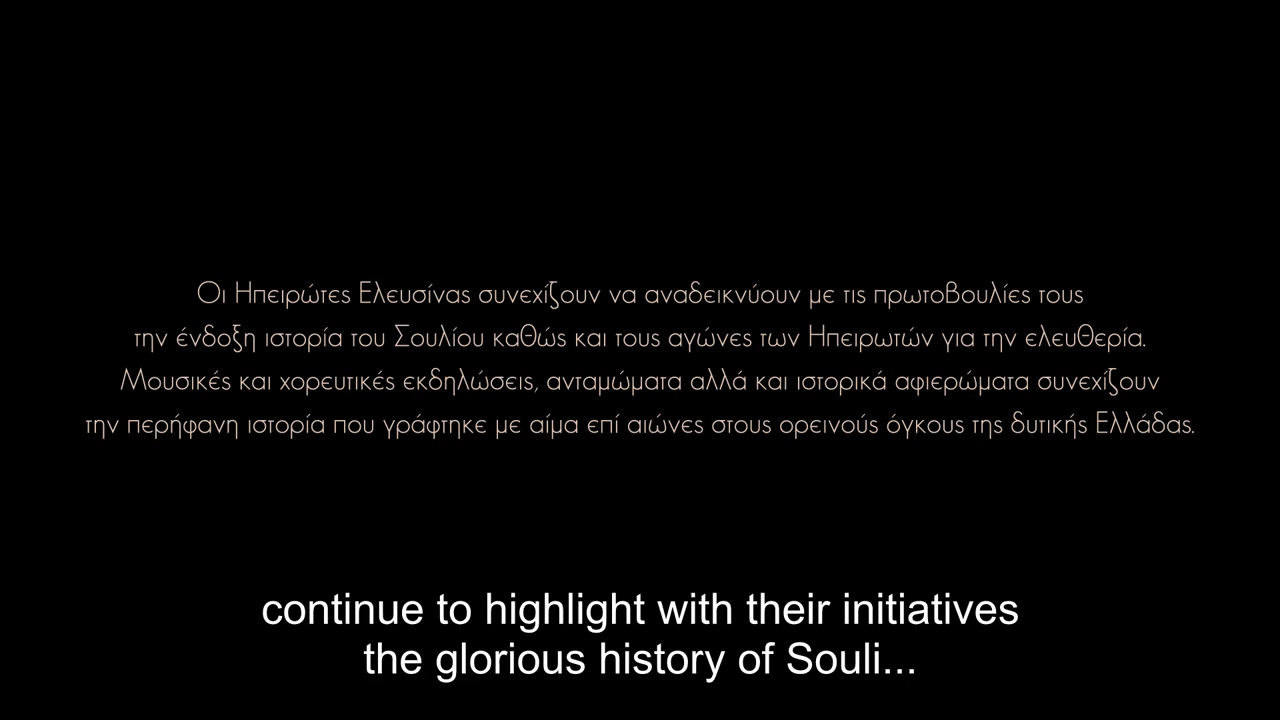 Οι Ηπειρώτες Ελευσίνας συνεχίζουν να αναδεικνύουν με τις πρωτοβουλίες τους
την ένδοξη ιστορία του Σουλίου καθώς και τους αγώνες των Ηπειρωτών για την ελευθερία.
Μουσικές και χορευτικές εκδηλώσεις, ανταμώματα αλλά και ιστορικά αφιερώματα συνεχίζουν
την περήφανη ιστορία που γράφτηκε με αίμα επί αιώνες στους ορεινούς όγκους της δυτικής Ελλάδας.
continue to highlight with their initiatives
the glorious history of Souli...